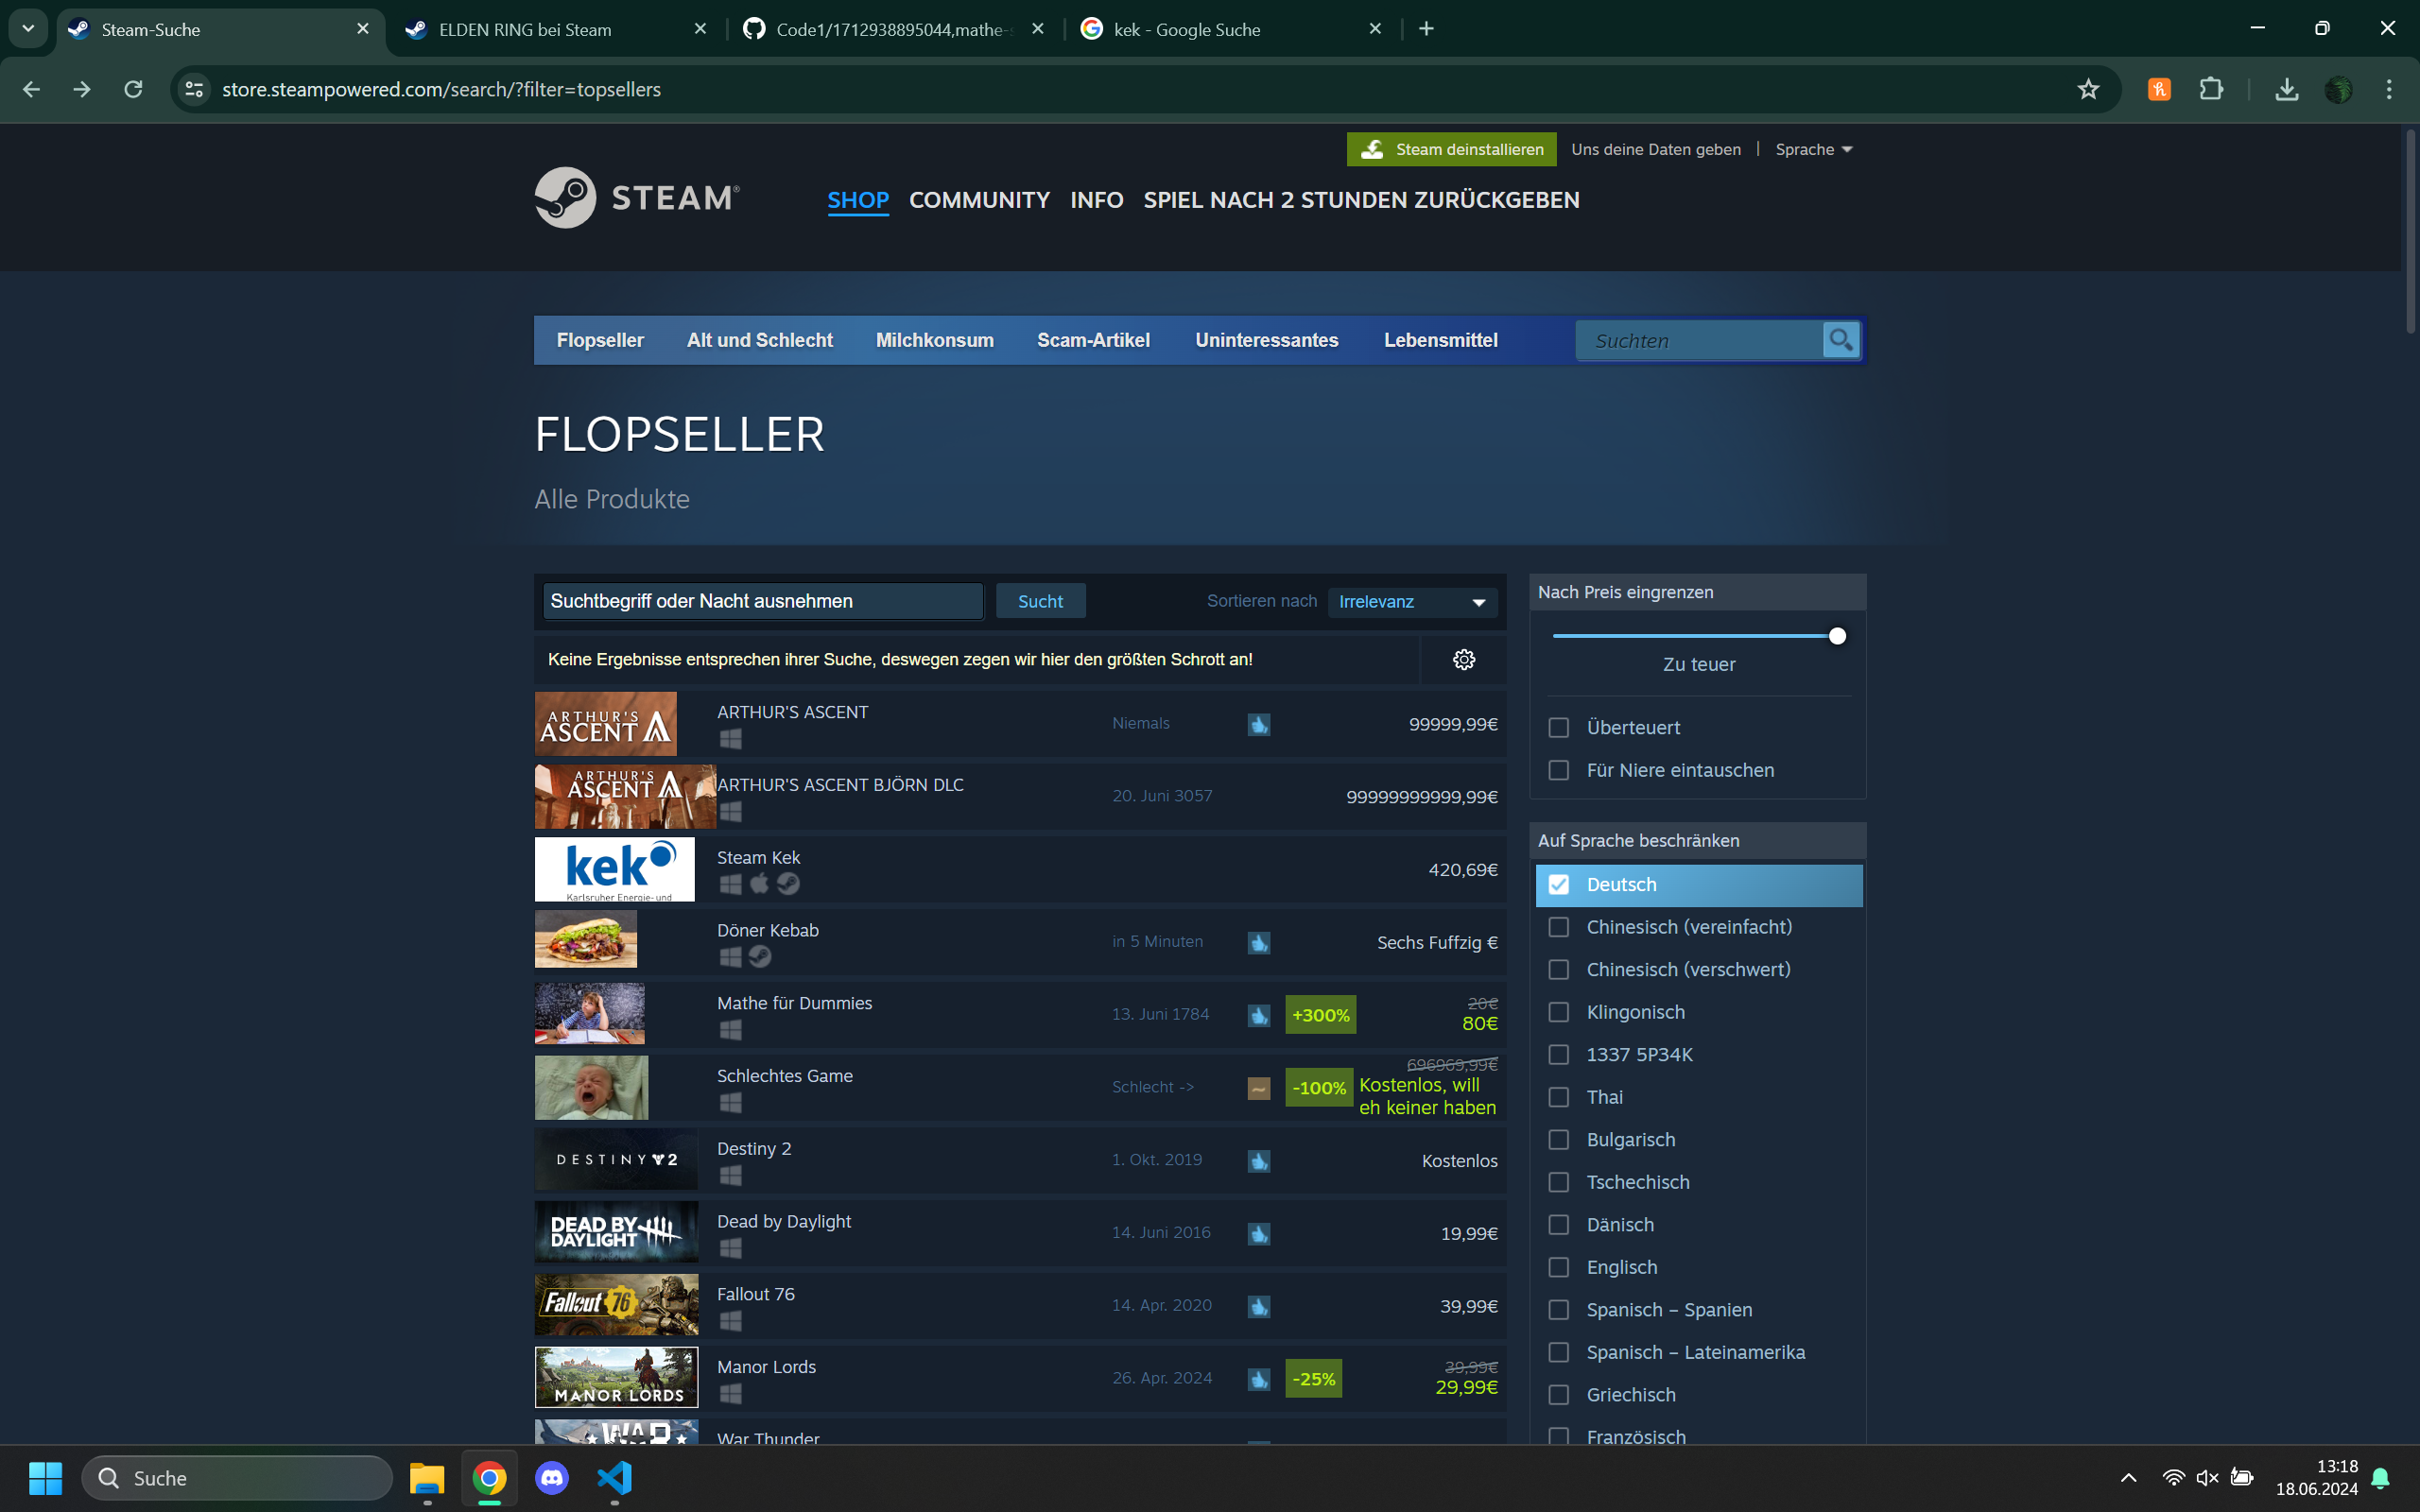 Steam-Suche
ELDEN RING bei Steam
Code1/1712938895044,mathe-
kek - Google Suche
store.steampowered.com/search/?filter=topsellers
Steam deinstallieren
Uns deine Daten geben
Sprache
STEAM®
SHOP
COMMUNITY
INFO
SPIEL NACH 2 STUNDEN ZURÜCKGEBEN
Flopseller
Alt und Schlecht
Milchkonsum
Scam-Artikel
Uninteressantes
Lebensmittel
Suchten
FLOPSELLER
Alle Produkte
Suchtbegriff oder Nacht ausnehmen
Sucht
Sortieren nach
Irrelevanz
Keine Ergebnisse entsprechen ihrer Suche, deswegen zegen wir hier den größten Schrott an!
ARTHUR'S
ASCENT
ARTHUR'S ASCENT
Niemals
99999,99€
ARTHUR'S
ASCENT
ARTHUR'S ASCENT BJÖRN DLC
20. Juni 3057
99999999999,99€
kek
Karlsruher Energie-und
Steam Kek
420,69€
Döner Kebab
in 5 Minuten
Sechs Fuffzig €
Mathe für Dummies
13. Juni 1784
+300%
20€
80€
Schlechtes Game
Schlecht ->
-100%
696969,99€
Kostenlos, will
eh keiner haben
DESTINY 2
Destiny 2
1. Okt. 2019
Kostenlos
DEAD BY
DAYLIGHT
Dead by Daylight
14. Juni 2016
19,99€
Fallout 76
Fallout 76
14. Apr. 2020
39,99€
MANOR LORDS
Manor Lords
26. Apr. 2024
-25%
39,99€
29,99€
WAR
War Thunder
Nach Preis eingrenzen
Zu teuer
Überteuert
Für Niere eintauschen
Auf Sprache beschränken
Deutsch
Chinesisch (vereinfacht)
Chinesisch (verschwert)
Klingonisch
1337 5P34K
Thai
Bulgarisch
Tschechisch
Dänisch
Englisch
Spanisch – Spanien
Spanisch – Lateinamerika
Griechisch
Französisch
Suche
13:18
18.06.2024